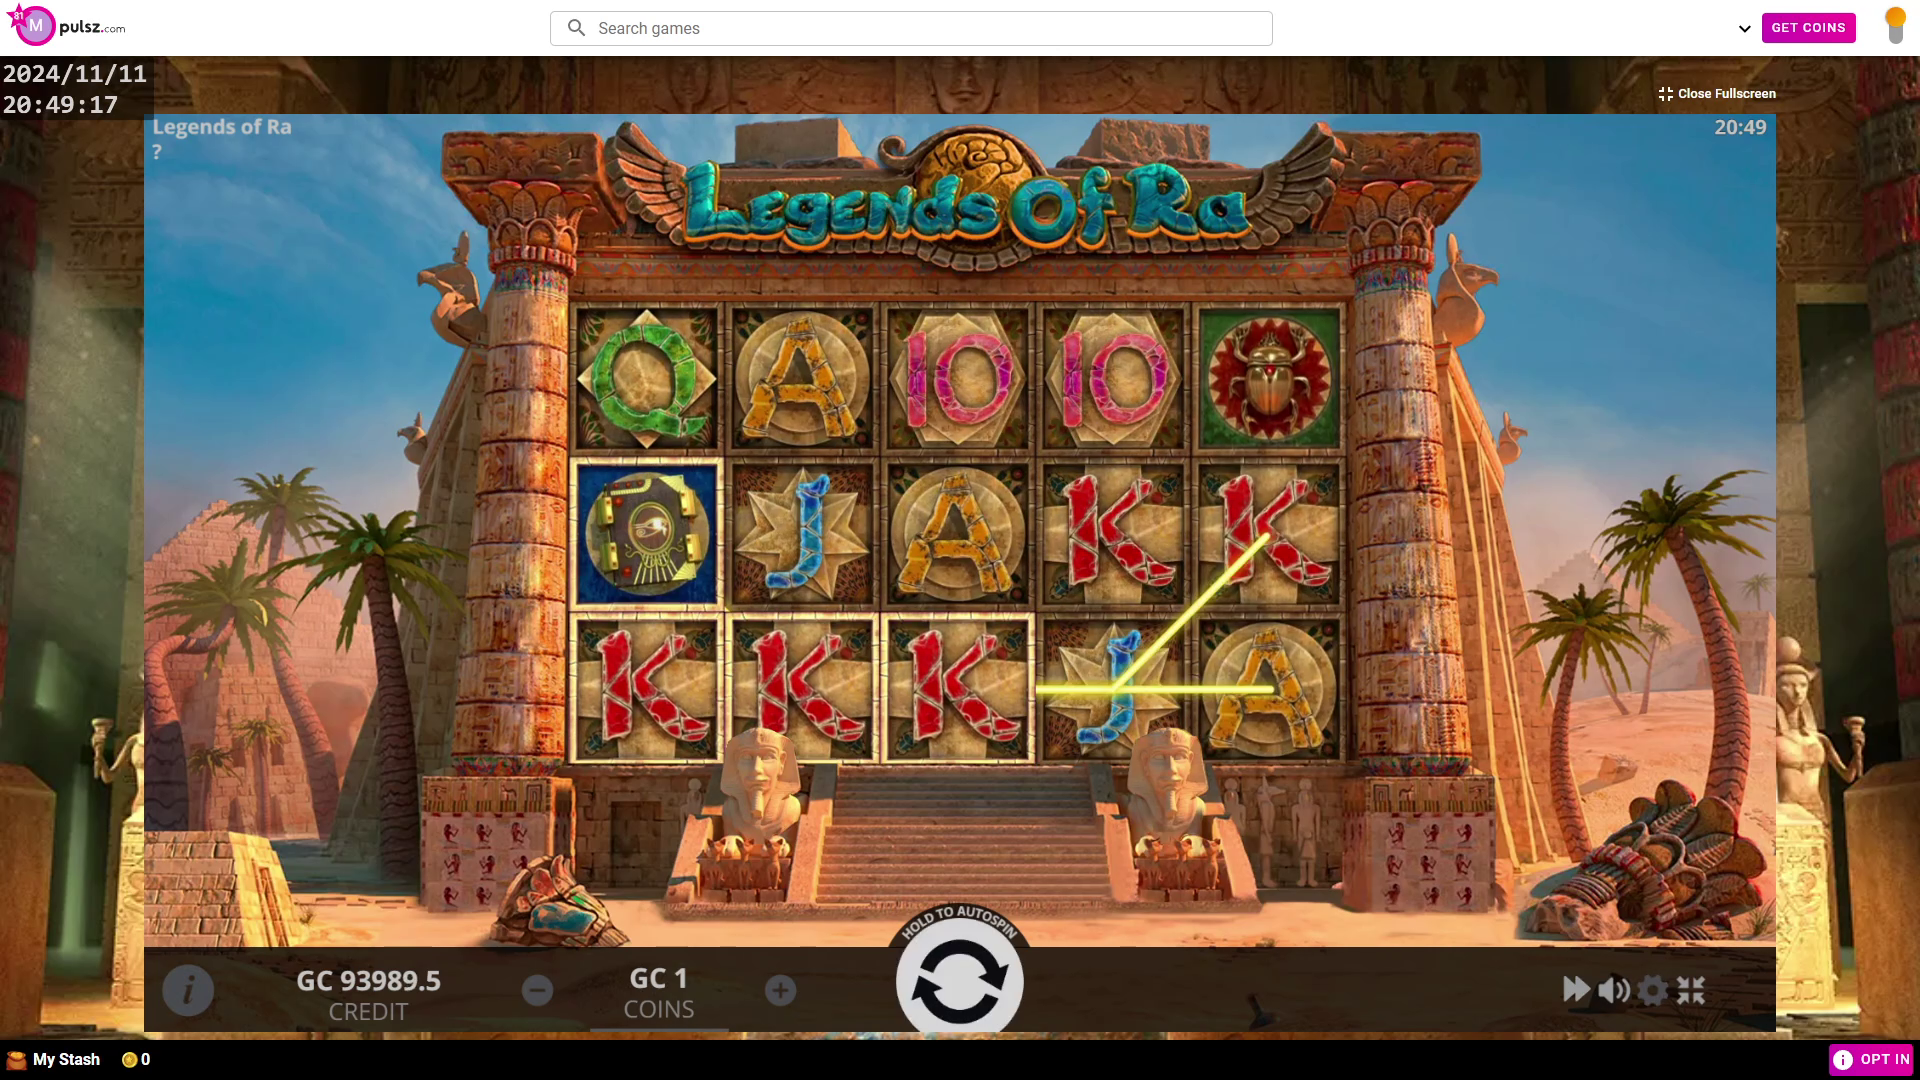 81
M
pulsz.com
Search games
GET COINS
2024/11/11
20:49:17
Close Fullscreen
Legends of Ra
?
20:49
Legends Of Ra
Q A 10 10
J A K K
K K K J A
HOLD TO AUTOSPIN
i
GC 93989.5
CREDIT
GC 1
COINS
My Stash
0
i
OPT IN